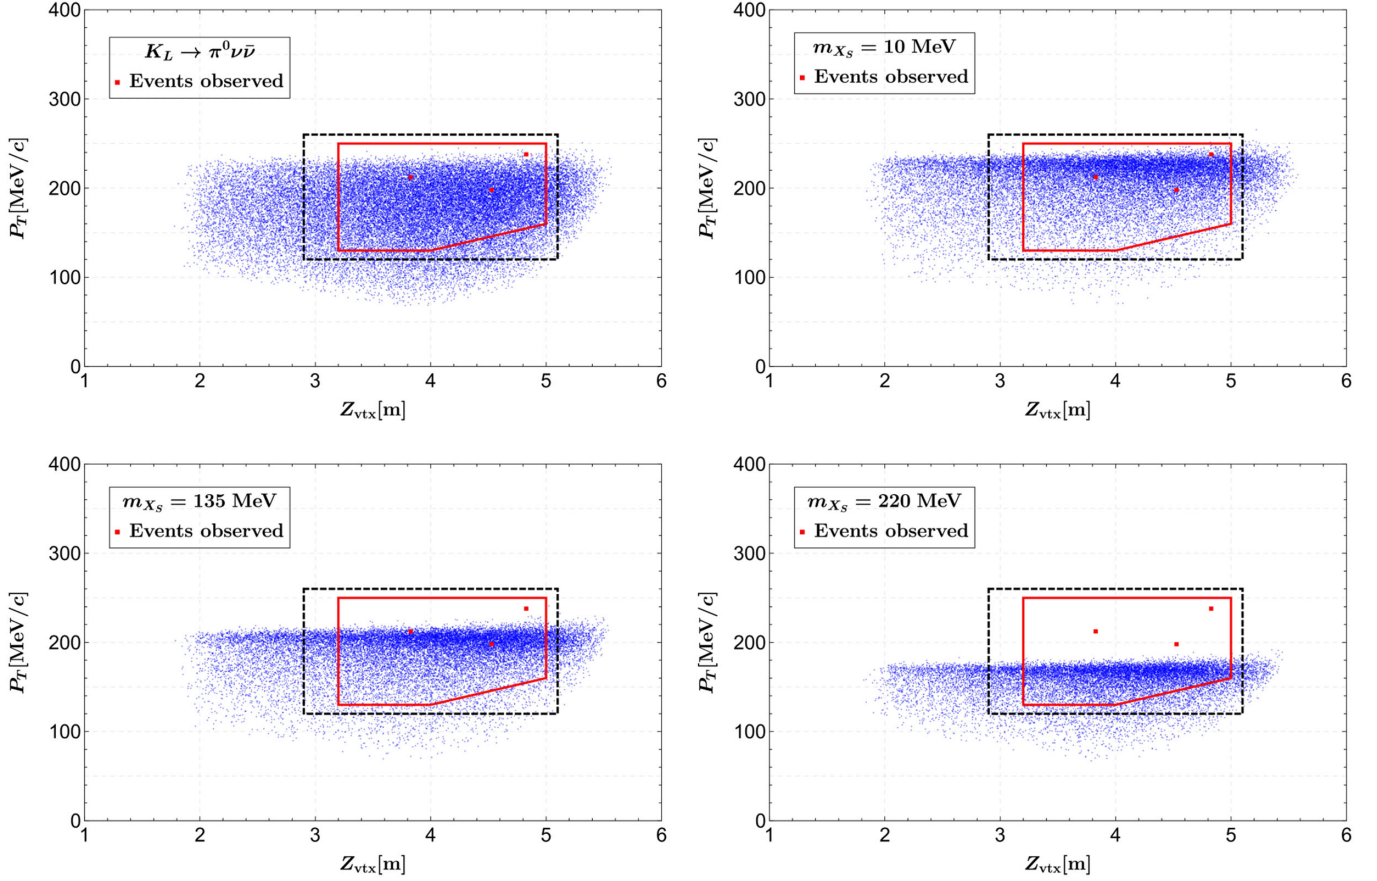 400
300
200
100
0
P_T[MeV/c]
K_L → π⁰νν̄
Events observed
1 2 3 4 5 6
Z_vtx[m]
400
300
200
100
0
P_T[MeV/c]
m_{X_S} = 10 MeV
Events observed
1 2 3 4 5 6
Z_vtx[m]
400
300
200
100
0
P_T[MeV/c]
m_{X_S} = 135 MeV
Events observed
1 2 3 4 5 6
Z_vtx[m]
400
300
200
100
0
P_T[MeV/c]
m_{X_S} = 220 MeV
Events observed
1 2 3 4 5 6
Z_vtx[m]